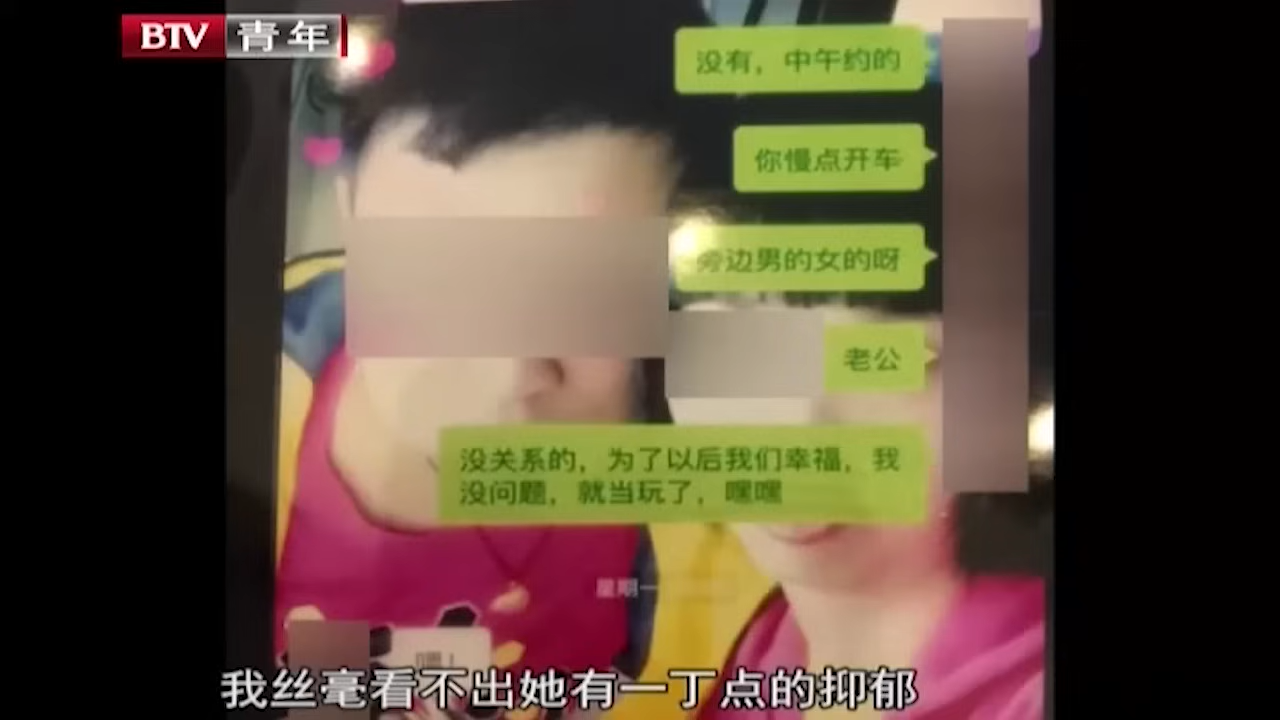 BTV 青年
没有，中午约的
你慢点开车
旁边男的女的呀
老公
没关系的，为了以后我们幸福，我
没问题，就当玩了，嘿嘿
星期一
嘿！
我丝毫看不出她有一丁点的抑郁